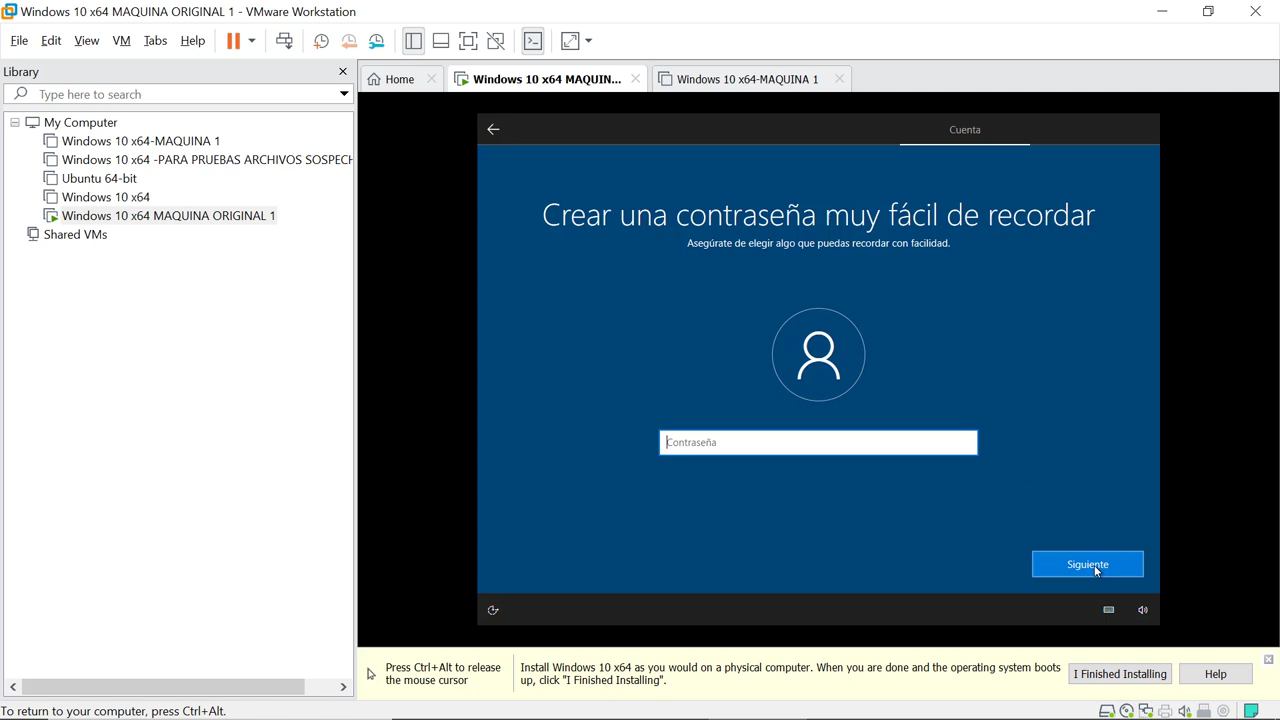 Windows 10 x64 MAQUINA ORIGINAL 1 - VMware Workstation
File Edit View VM Tabs Help
Library
Type here to search
My Computer
Windows 10 x64-MAQUINA 1
Windows 10 x64 -PARA PRUEBAS ARCHIVOS SOSPECH
Ubuntu 64-bit
Windows 10 x64
Windows 10 x64 MAQUINA ORIGINAL 1
Shared VMs
Home
Windows 10 x64 MAQUIN...
Windows 10 x64-MAQUINA 1
Cuenta
Crear una contraseña muy fácil de recordar
Asegúrate de elegir algo que puedas recordar con facilidad.
Contraseña
Siguiente
Press Ctrl+Alt to release
the mouse cursor
Install Windows 10 x64 as you would on a physical computer. When you are done and the operating system boots
up, click "I Finished Installing".
I Finished Installing
Help
To return to your computer, press Ctrl+Alt.